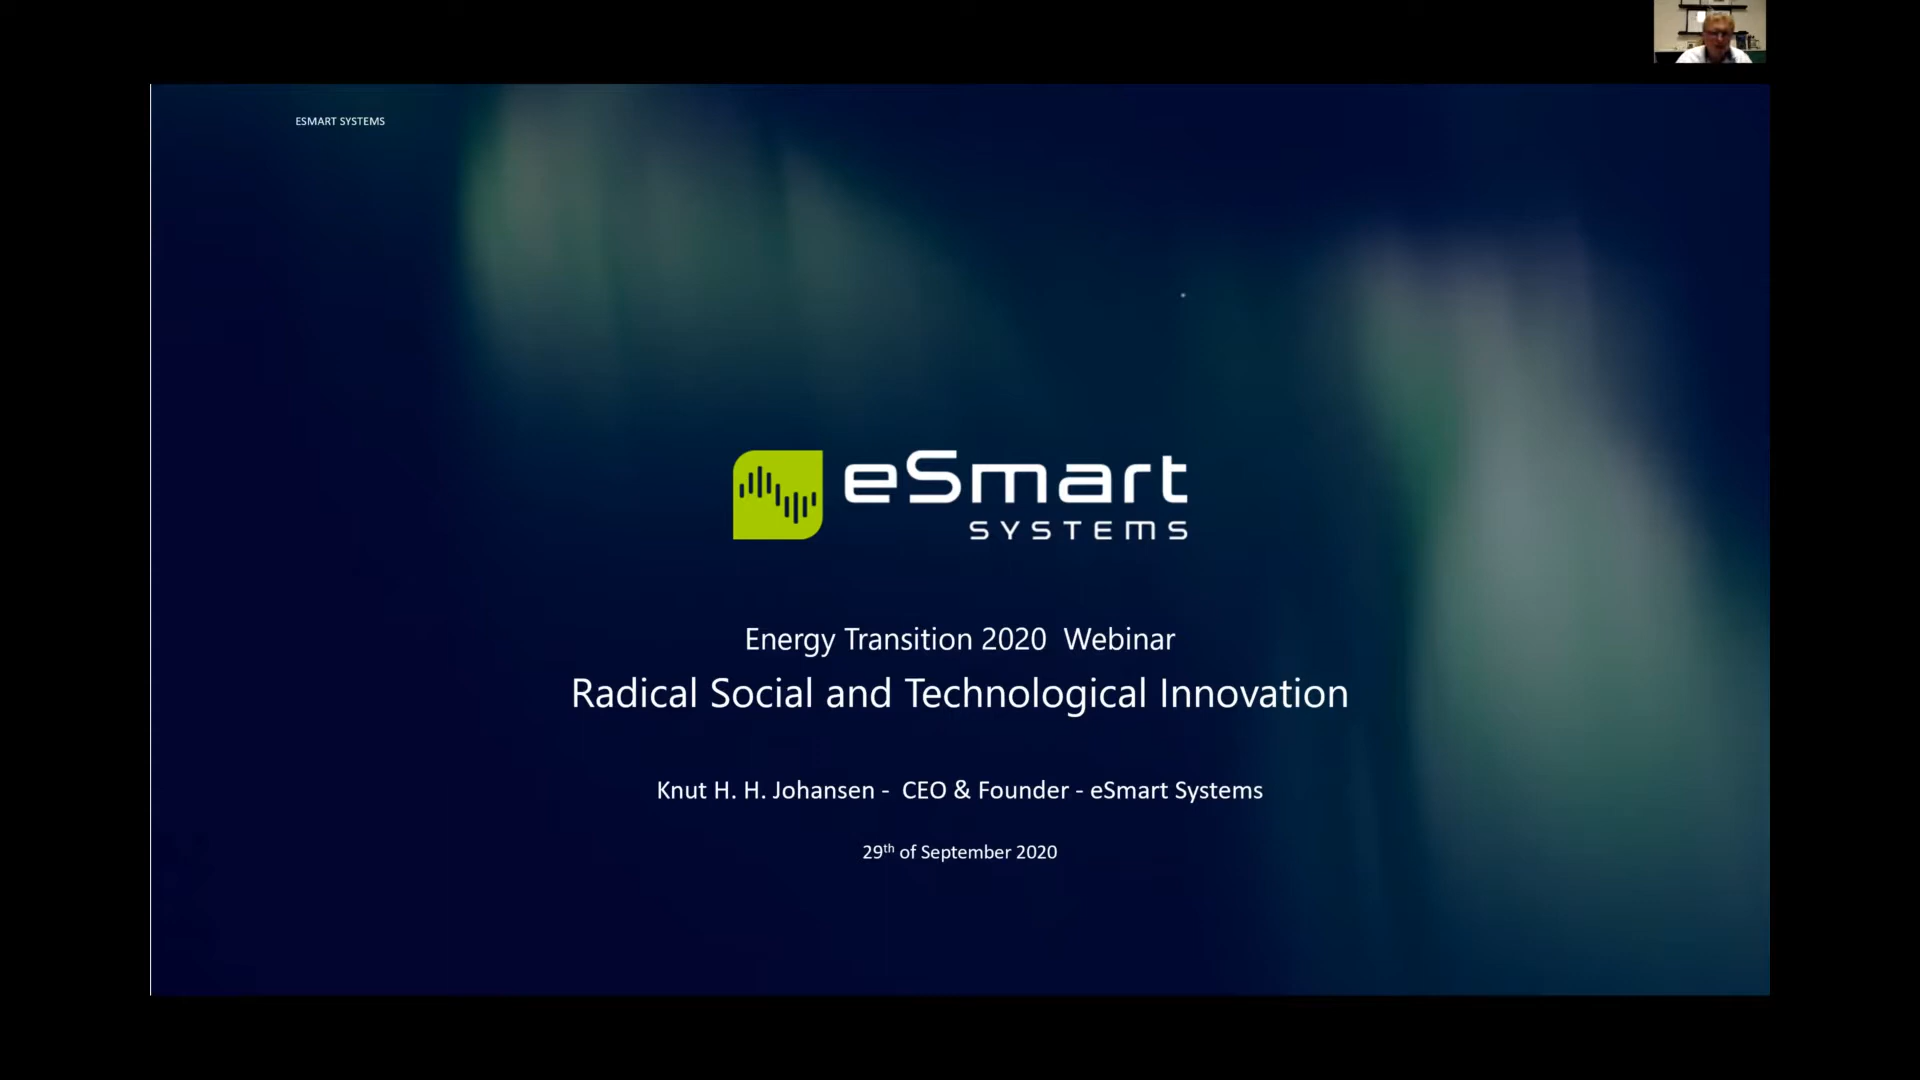 ESMART SYSTEMS
eSmart
SYSTEMS
Energy Transition 2020 Webinar
Radical Social and Technological Innovation
Knut H. H. Johansen - CEO & Founder - eSmart Systems
29th of September 2020